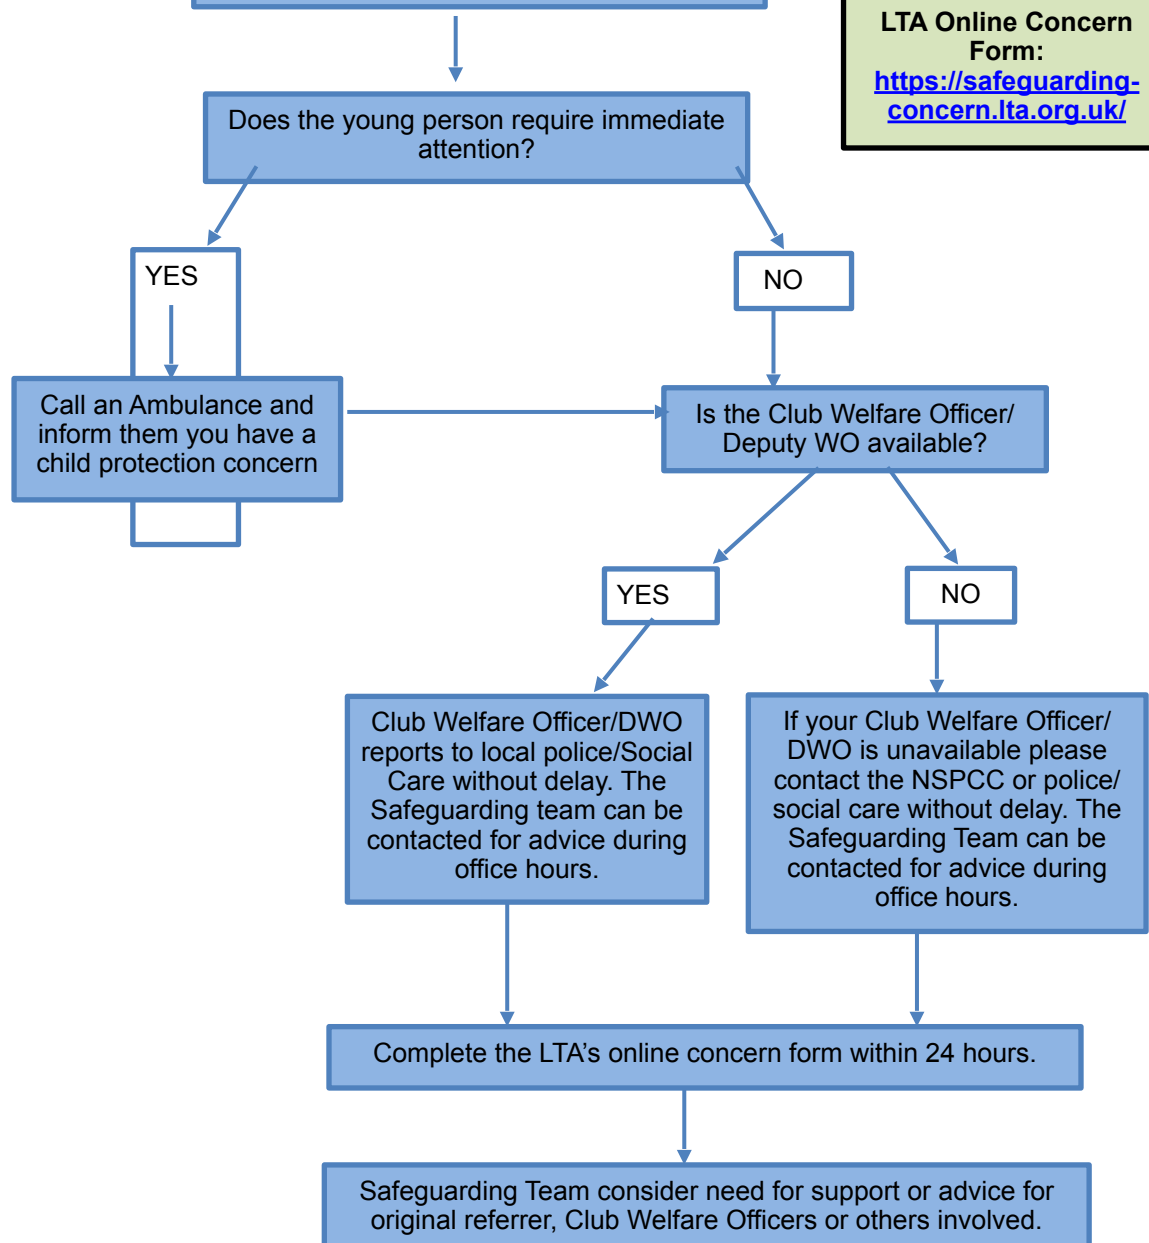 LTA Online Concern
Form:
https://safeguarding-
concern.lta.org.uk/
Does the young person require immediate
attention?
YES
NO
Call an Ambulance and
inform them you have a
child protection concern
Is the Club Welfare Officer/
Deputy WO available?
YES
NO
Club Welfare Officer/DWO
reports to local police/Social
Care without delay. The
Safeguarding team can be
contacted for advice during
office hours.
If your Club Welfare Officer/
DWO is unavailable please
contact the NSPCC or police/
social care without delay. The
Safeguarding Team can be
contacted for advice during
office hours.
Complete the LTA’s online concern form within 24 hours.
Safeguarding Team consider need for support or advice for
original referrer, Club Welfare Officers or others involved.